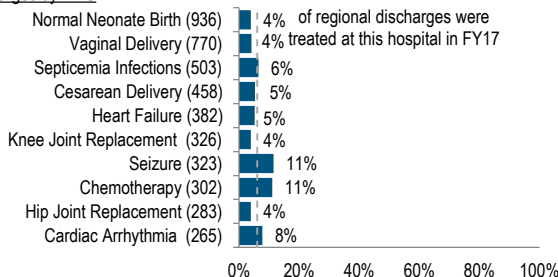 Normal Neonate Birth (936) 4% of regional discharges were
Vaginal Delivery (770) 4% treated at this hospital in FY17
Septicemia Infections (503) 6%
Cesarean Delivery (458) 5%
Heart Failure (382) 5%
Knee Joint Replacement (326) 4%
Seizure (323) 11%
Chemotherapy (302) 11%
Hip Joint Replacement (283) 4%
Cardiac Arrhythmia (265) 8%
0% 20% 40% 60% 80% 100%